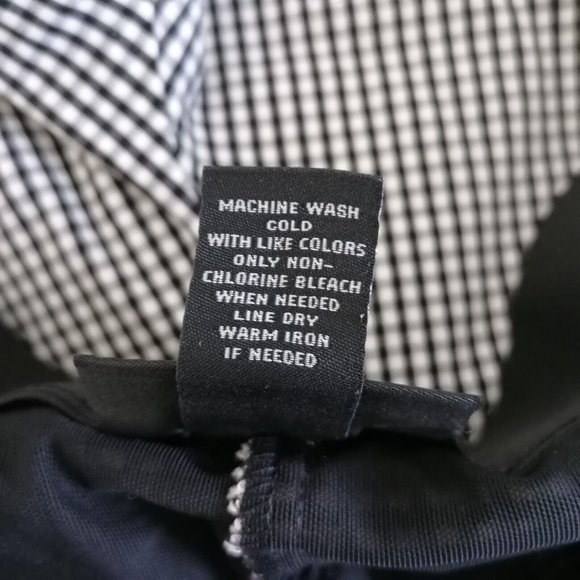 MACHINE WASH
COLD
WITH LIKE COLORS
ONLY NON-
CHLORINE BLEACH
WHEN NEEDED
LINE DRY
WARM IRON
IF NEEDED